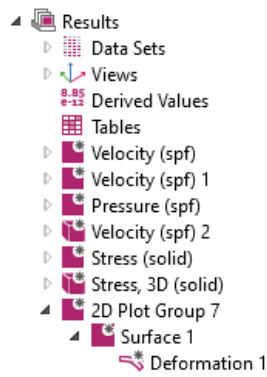 Results
Data Sets
Views
8.85
e-12 Derived Values
Tables
Velocity (spf)
Velocity (spf) 1
Pressure (spf)
Velocity (spf) 2
Stress (solid)
Stress, 3D (solid)
2D Plot Group 7
Surface 1
Deformation 1